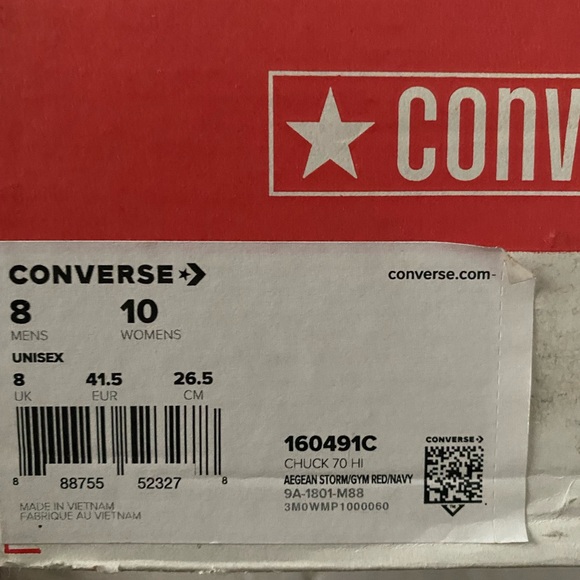 CONV
CONVERSE
converse.com
8 10
MENS WOMENS
UNISEX
8 41.5 26.5
UK EUR CM
8 88755 52327 8
160491C
CHUCK 70 HI
AEGEAN STORM/GYM RED/NAVY
9A-1801-M88
3M0WMP1000060
CONVERSE
MADE IN VIETNAM
FABRIQUE AU VIETNAM